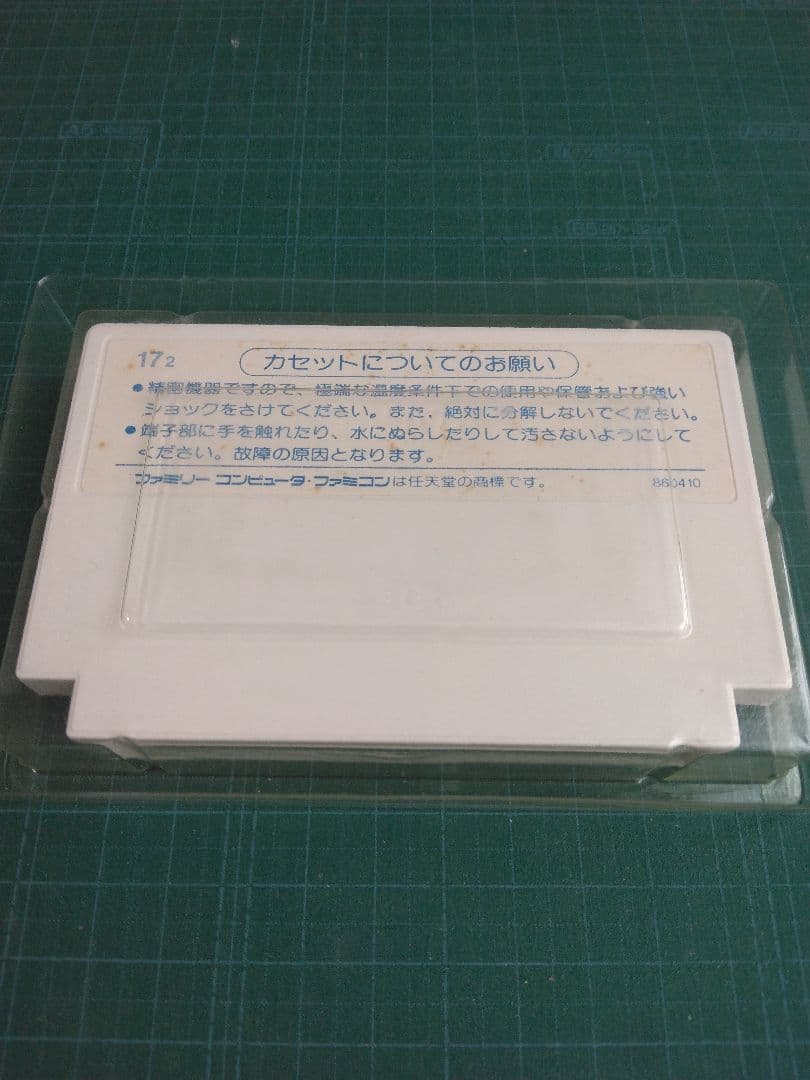 172
カセットについてのお願い
●精密機器ですので、極端な温度条件下での使用や保管および強い
ショックをさけてください。また、絶対に分解しないでください。
●端子部に手を触れたり、水にぬらしたりして汚さないようにして
ください。故障の原因となります。
ファミリー コンピュータ・ファミコンは任天堂の商標です。
860410